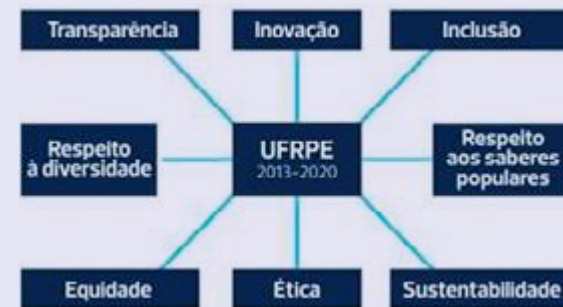 Transparência
Inovação
Inclusão
Respeito
à diversidade
UFRPE
2013-2020
Respeito
aos saberes
populares
Equidade
Ética
Sustentabilidade